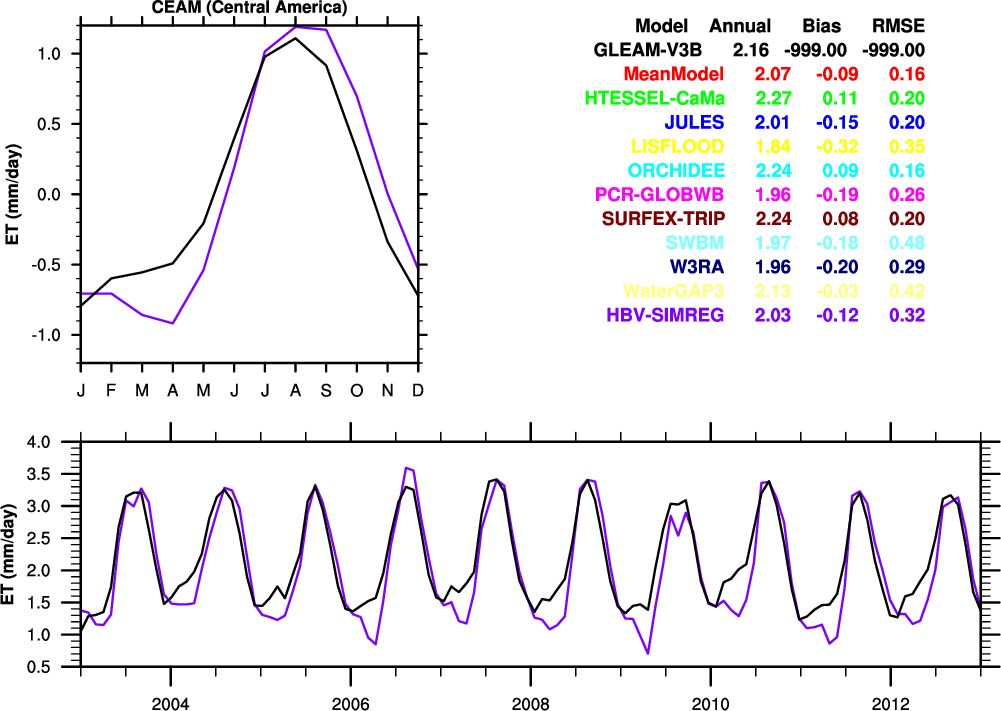 CEAM (Central America)
ET (mm/day)
1.0
0.5
0.0
-0.5
-1.0
J F M A M J J A S O N D
Model Annual Bias RMSE
GLEAM-V3B 2.16 -999.00 -999.00
MeanModel 2.07 -0.09 0.16
HTESSEL-CaMa 2.27 0.11 0.20
JULES 2.01 -0.15 0.20
LISFLOOD 1.84 -0.32 0.35
ORCHIDEE 2.24 0.09 0.16
PCR-GLOBWB 1.96 -0.19 0.26
SURFEX-TRIP 2.24 0.08 0.20
SWBM 1.97 -0.18 0.48
W3RA 1.96 -0.20 0.29
WaterGAP3 2.13 -0.03 0.42
HBV-SIMREG 2.03 -0.12 0.32
ET (mm/day)
4.0
3.5
3.0
2.5
2.0
1.5
1.0
0.5
2004 2006 2008 2010 2012